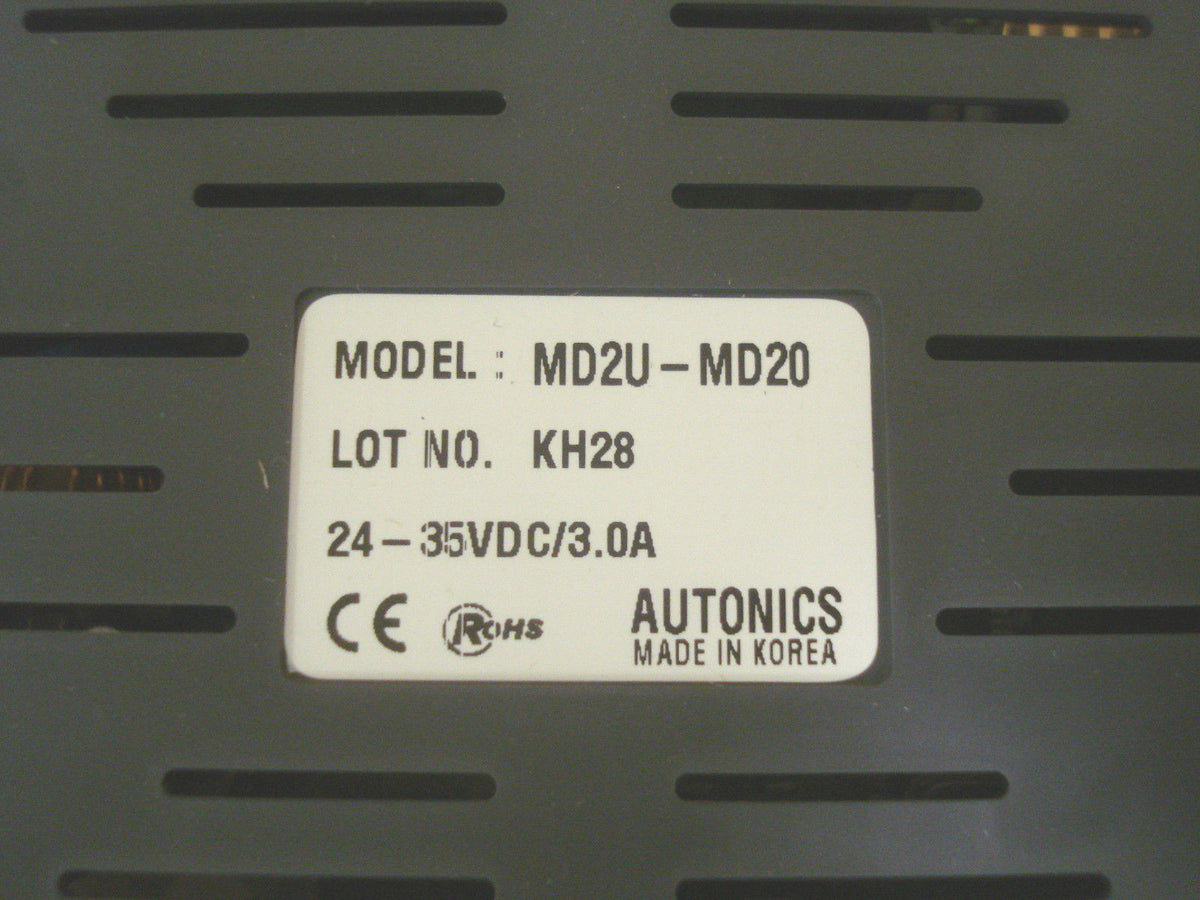 MODEL : MD2U-MD20
LOT NO. KH28
24-35VDC/3.0A
CE RoHS AUTONICS
MADE IN KOREA